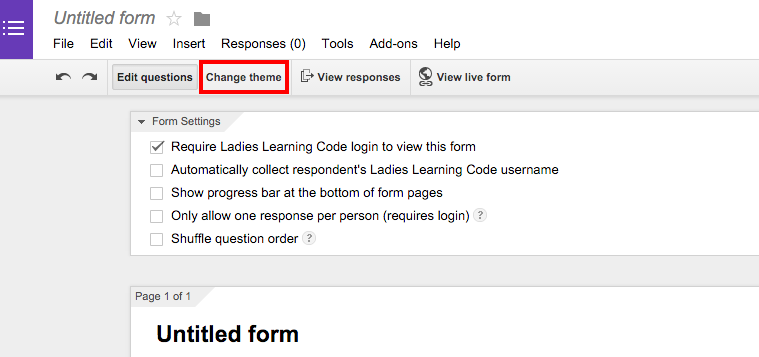 Untitled form
File Edit View Insert Responses (0) Tools Add-ons Help
Edit questions Change theme View responses View live form
Form Settings
Require Ladies Learning Code login to view this form
Automatically collect respondent's Ladies Learning Code username
Show progress bar at the bottom of form pages
Only allow one response per person (requires login) ?
Shuffle question order ?
Page 1 of 1
Untitled form